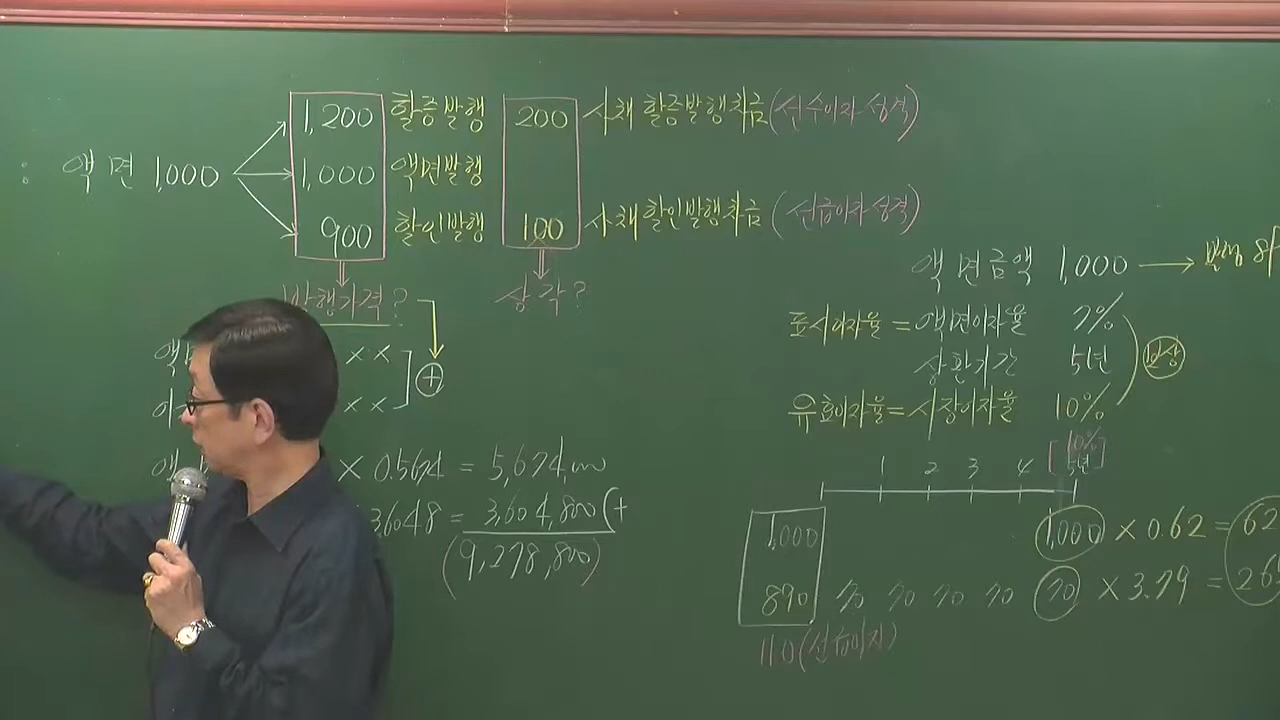 1,200 할증발행 200 사채할증발행차금(선수이자성격)
: 액면 1,000 1,000 액면발행
900 할인발행 100 사채할인발행차금(선급이자성격)
발행가격? 상각?
××
⊕
××
× 0.5674 = 5,674,000
3.6048 = 3,604,800(+
(9,278,800)
액면금액 1,000 →
표시이자율 = 액면이자율 7%
상환기간 5년
보상
유효이자율 = 시장이자율 10%
[10%
1 2 3 4 5년]
1,000 1,000 × 0.62 = 62
890 70 70 70 70 70 × 3.79 = 26
110(선급이자)